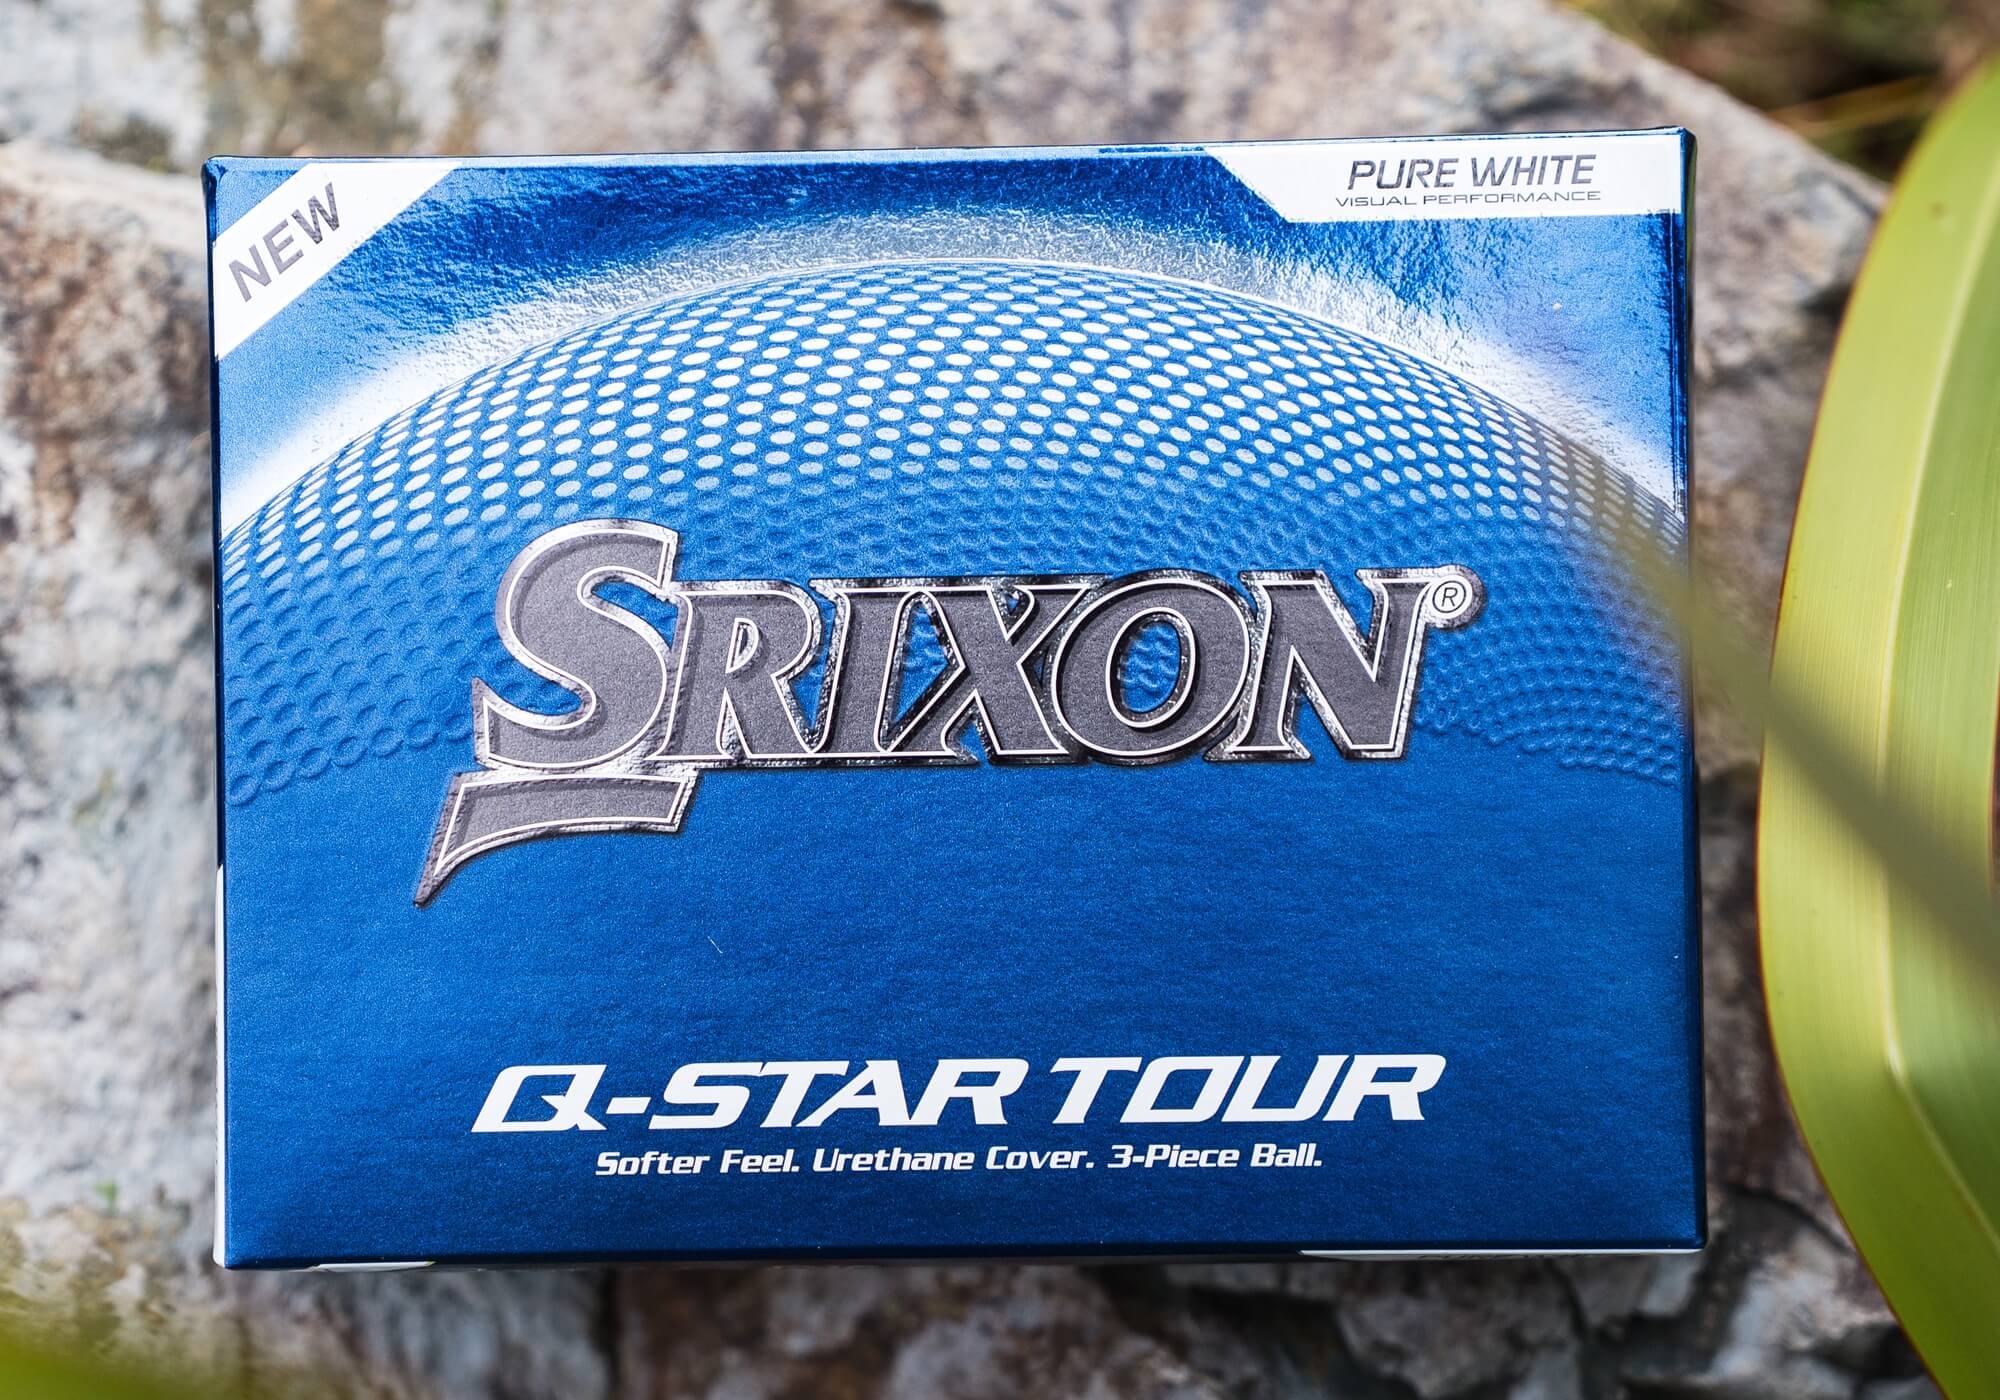 NEW
PURE WHITE
VISUAL PERFORMANCE
SRIXON®
Q-STAR TOUR
Softer Feel. Urethane Cover. 3-Piece Ball.